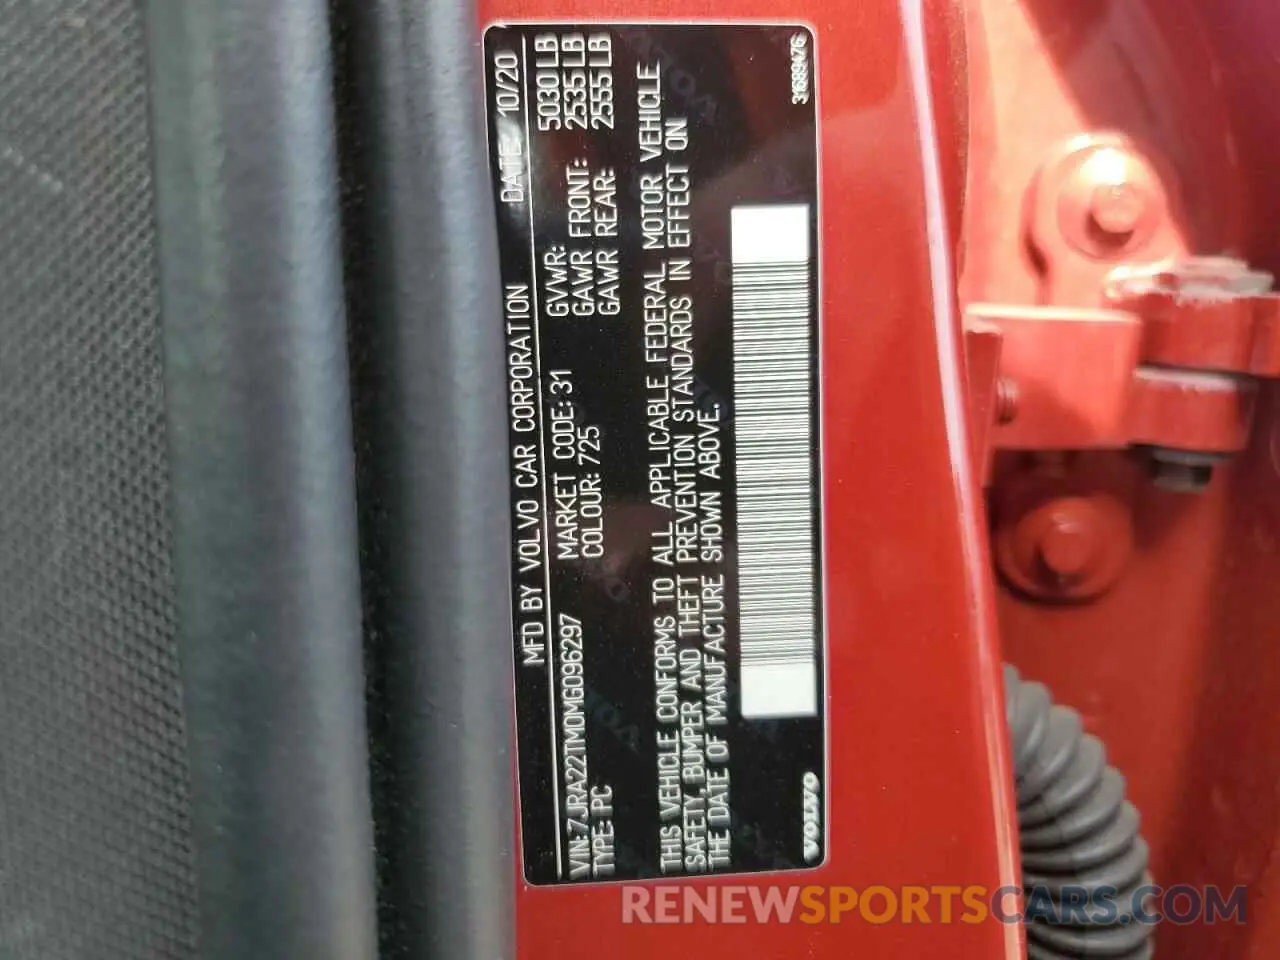 MFD BY VOLVO CAR CORPORATION DATE: 10/20
VIN: 7JRA22TM0MG096297 MARKET CODE: 31 GVWR: 5030 LB
TYPE: PC COLOUR: 725 GAWR FRONT: 2535 LB
GAWR REAR: 2555 LB
THIS VEHICLE CONFORMS TO ALL APPLICABLE FEDERAL MOTOR VEHICLE
SAFETY, BUMPER AND THEFT PREVENTION STANDARDS IN EFFECT ON
THE DATE OF MANUFACTURE SHOWN ABOVE.
VOLVO 31689476
RENEWSPORTSCARS.COM